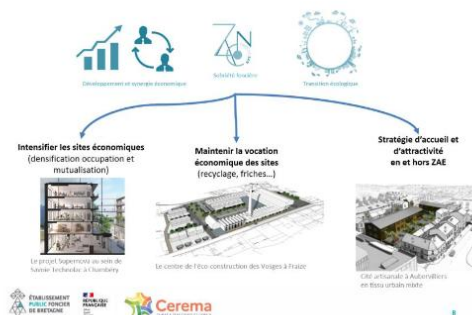 ZAN
Développement et synergie économique
Sobriété foncière
Transition écologique
Intensifier les sites économiques
(densification occupation et
mutualisation)
Maintenir la vocation
économique des sites
(recyclage, friches...)
Stratégie d'accueil et
d'attractivité
en et hors ZAE
Le projet Supernova au sein de
Savoie Technolac à Chambéry
Le centre de l'éco-construction des Vosges à Fraize
Cité artisanale à Aubervilliers
en tissu urbain mixte
ÉTABLISSEMENT
PUBLIC FONCIER
DE BRETAGNE
RÉPUBLIQUE
FRANÇAISE
Cerema